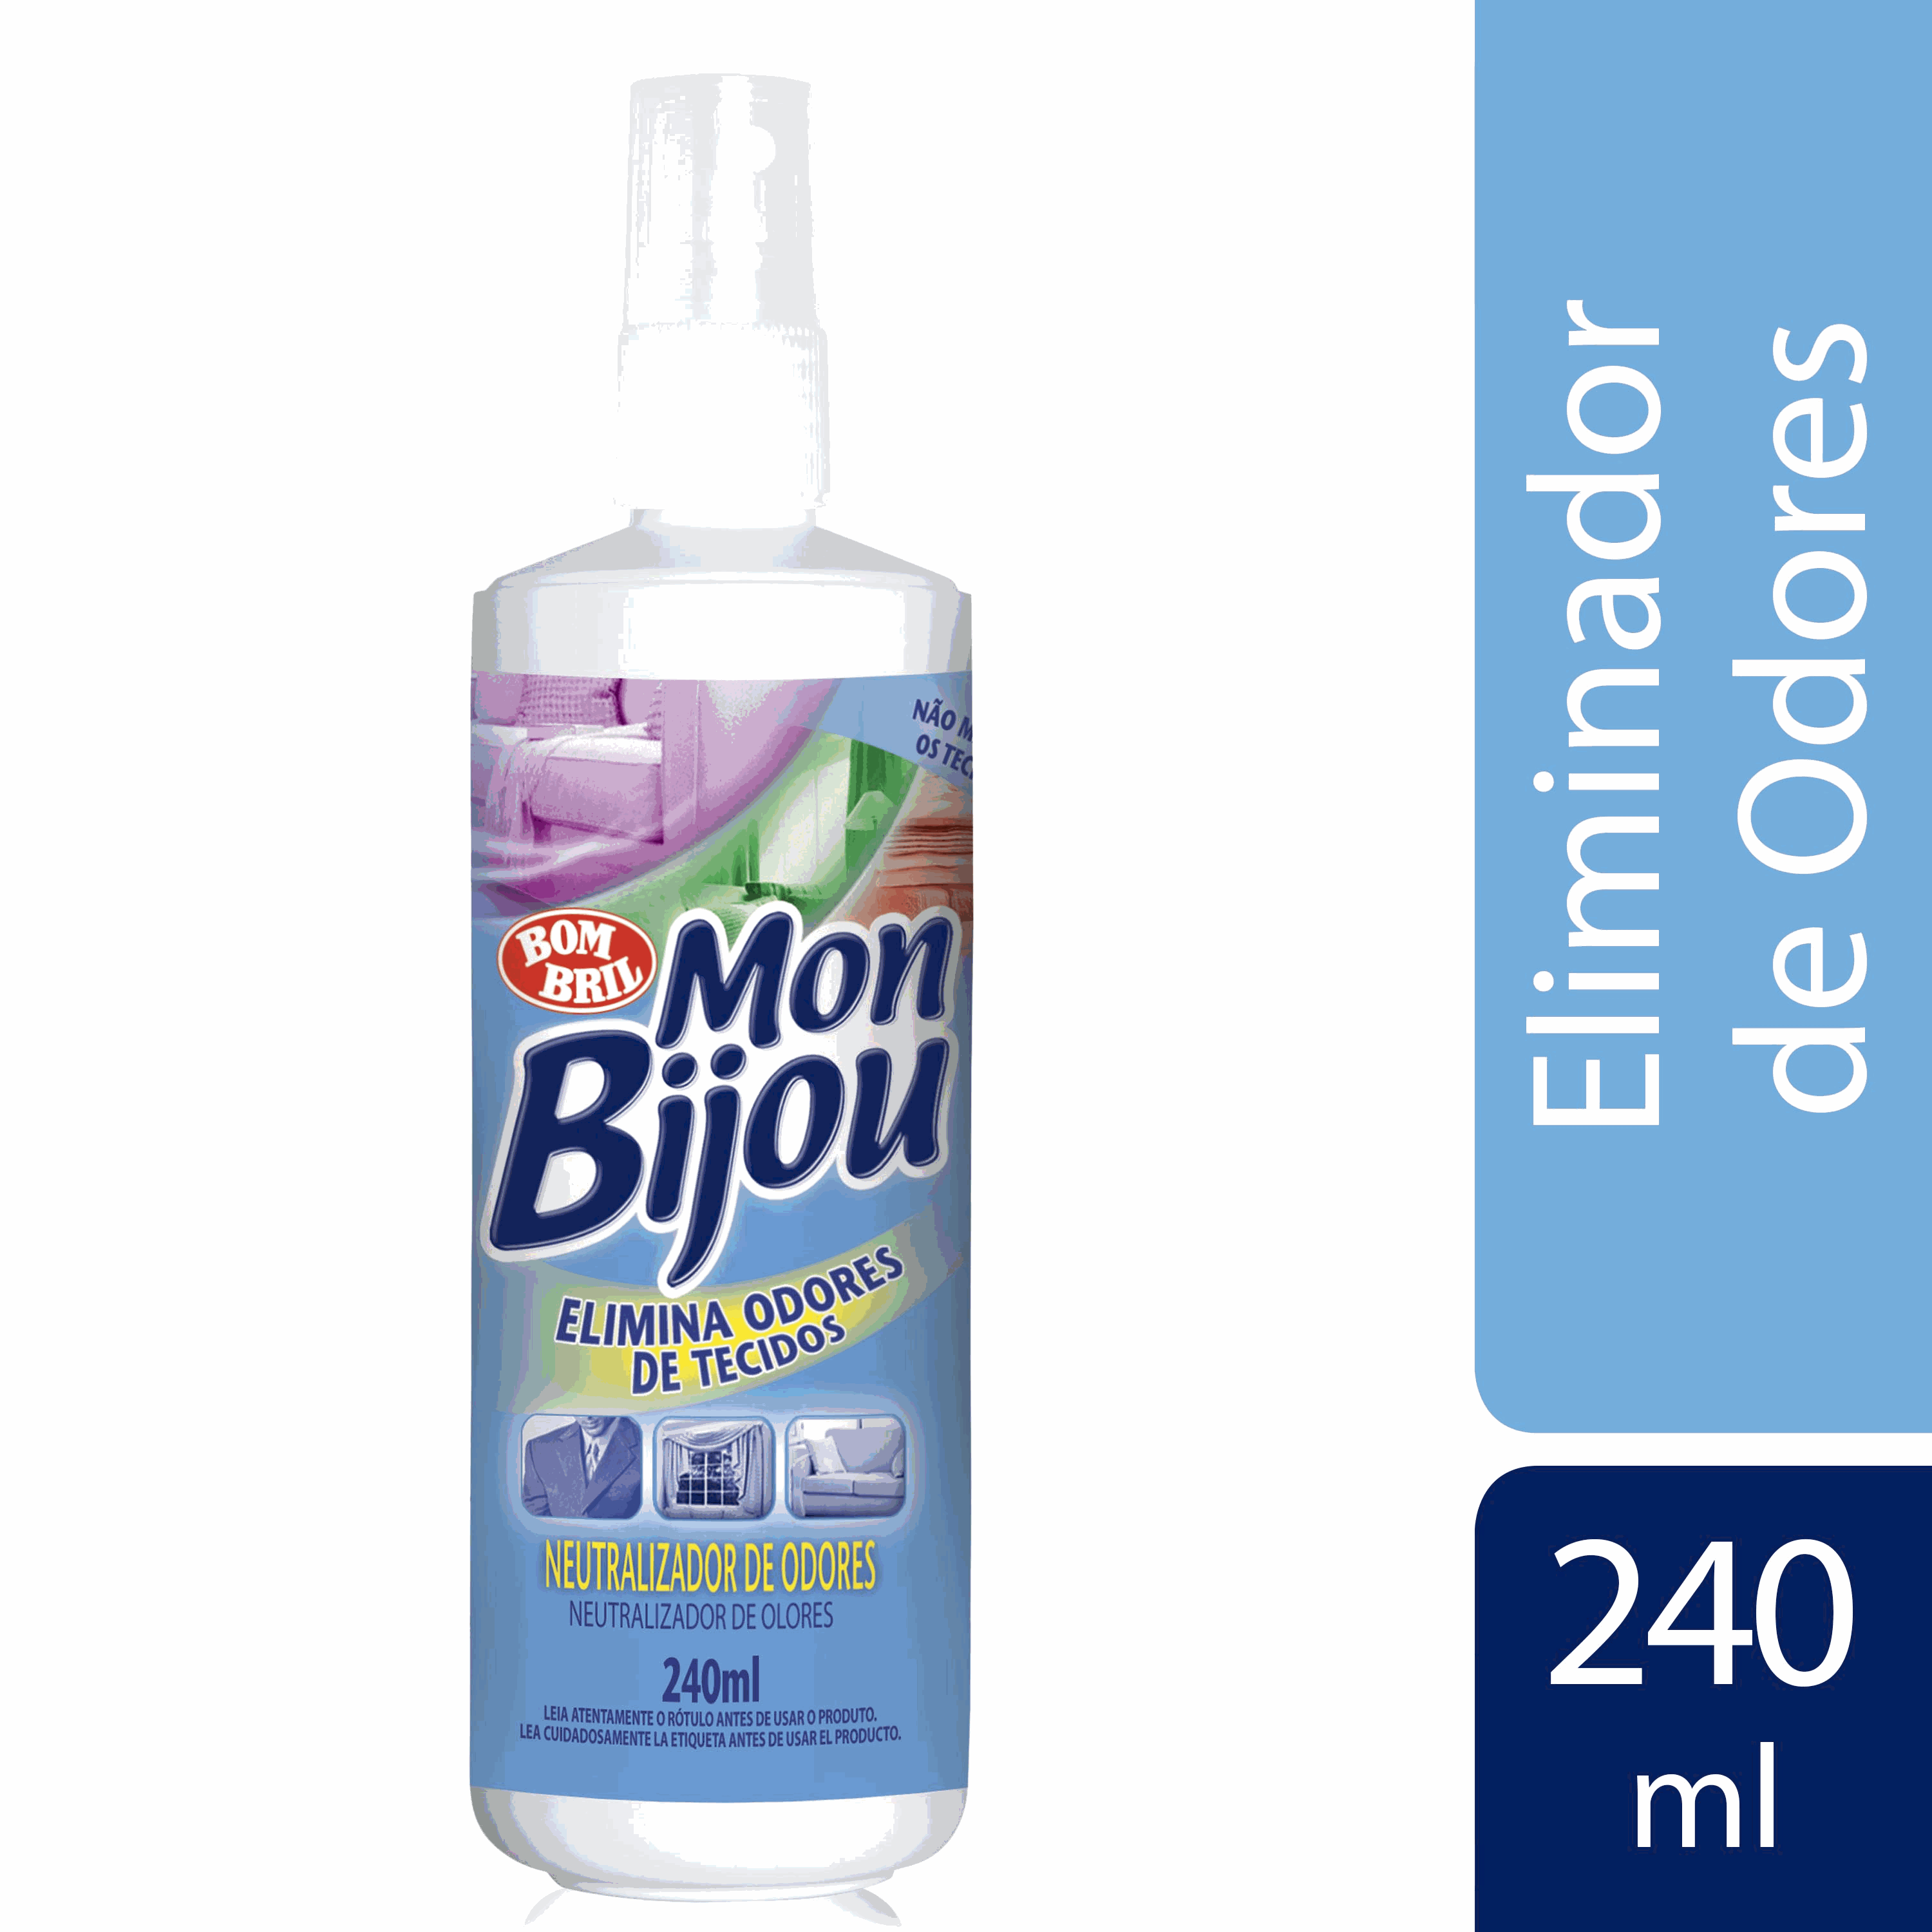 NÃO
OS
BOM
BRIL
Mon
Bijou
ELIMINA ODORES
DE TECIDOS
NEUTRALIZADOR DE ODORES
NEUTRALIZADOR DE OLORES
240ml
LEIA ATENTAMENTE O RÓTULO ANTES DE USAR O PRODUTO.
LEA CUIDADOSAMENTE LA ETIQUETA ANTES DE USAR EL PRODUCTO.
Eliminador
de Odores
240
ml